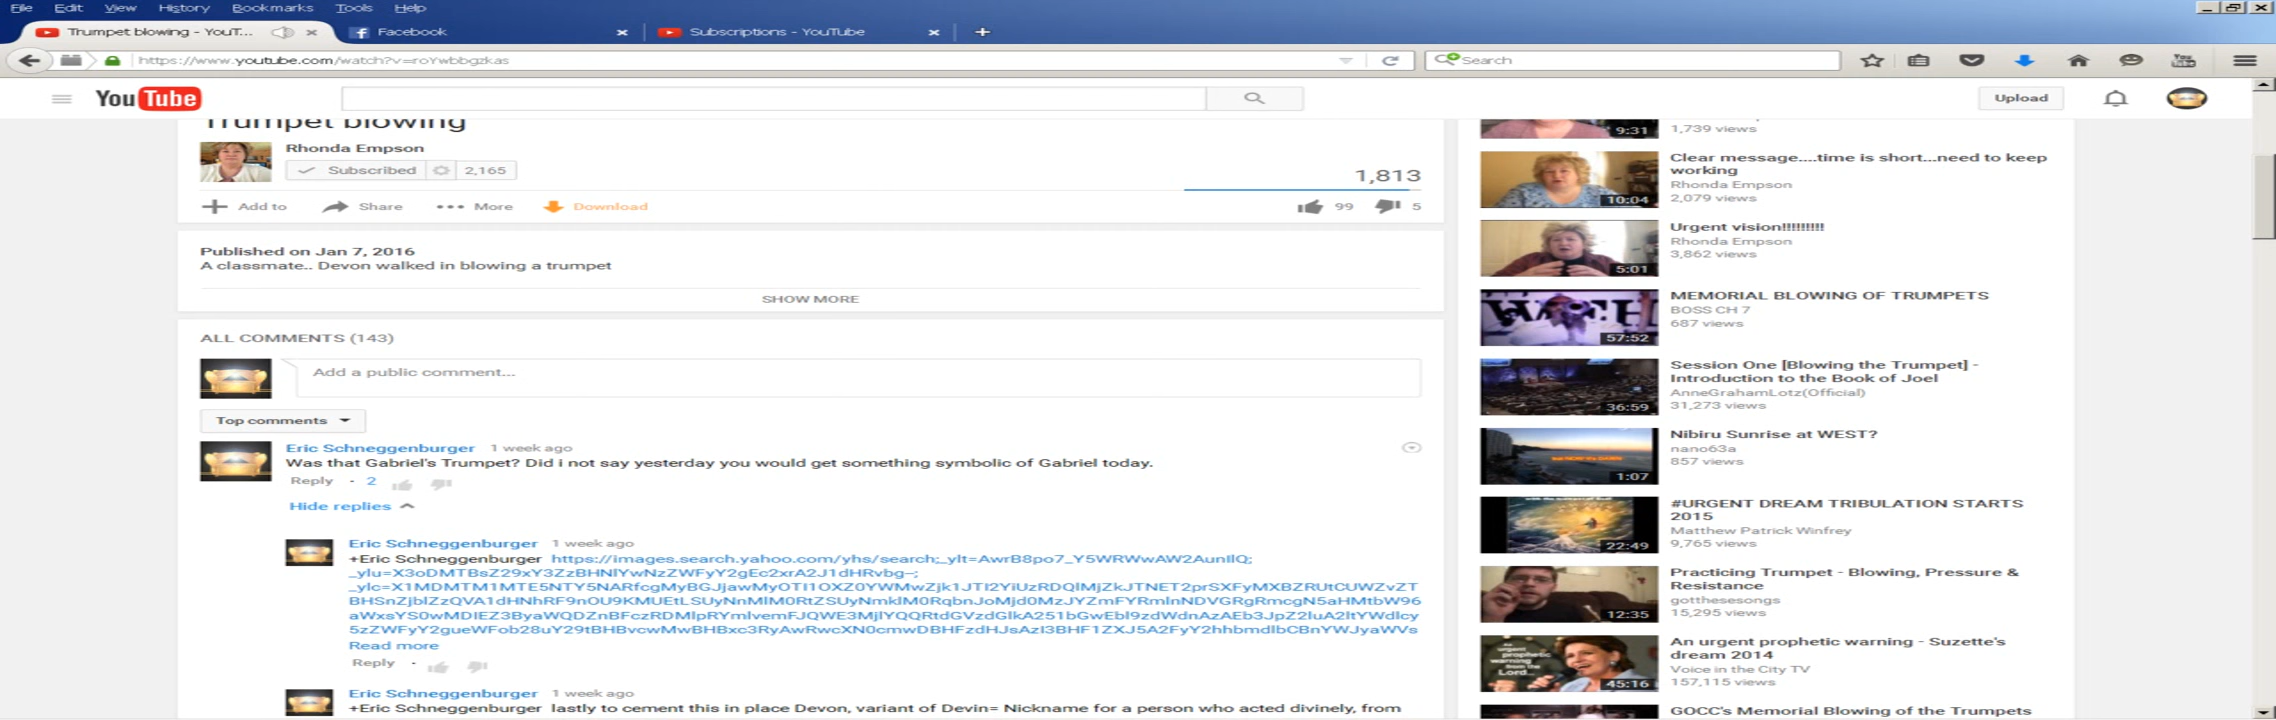 File Edit View History Bookmarks Tools Help
Trumpet blowing - YouT...
Facebook
Subscriptions - YouTube
https://www.youtube.com/watch?v=roYwbbgzkas
Search
You Tube
Upload
Trumpet blowing
Rhonda Empson
Subscribed 2,165
1,813
Add to Share More Download
99 5
Published on Jan 7, 2016
A classmate.. Devon walked in blowing a trumpet
SHOW MORE
ALL COMMENTS (143)
Add a public comment...
Top comments
Eric Schneggenburger 1 week ago
Was that Gabriel's Trumpet? Did i not say yesterday you would get something symbolic of Gabriel today.
Reply · 2
Hide replies
Eric Schneggenburger 1 week ago
+Eric Schneggenburger https://images.search.yahoo.com/yhs/search;_ylt=AwrB8po7_Y5WRWwAW2AunIlQ;
Read more
Reply ·
Eric Schneggenburger 1 week ago
+Eric Schneggenburger lastly to cement this in place Devon, variant of Devin= Nickname for a person who acted divinely, from
9:31
1,739 views
Clear message....time is short...need to keep
working
Rhonda Empson
2,079 views
10:04
Urgent vision!!!!!!!!!
Rhonda Empson
3,862 views
5:01
MEMORIAL BLOWING OF TRUMPETS
BOSS CH 7
687 views
57:52
Session One [Blowing the Trumpet] -
Introduction to the Book of Joel
AnneGrahamLotz(Official)
31,273 views
36:59
Nibiru Sunrise at WEST?
nano63a
857 views
1:07
#URGENT DREAM TRIBULATION STARTS
2015
Matthew Patrick Winfrey
9,765 views
22:49
Practicing Trumpet - Blowing, Pressure &
Resistance
gotthesesongs
15,295 views
12:35
An urgent prophetic warning - Suzette's
dream 2014
Voice in the City TV
157,115 views
45:16
urgent
prophetic
warning
from the
Lord...
GOCC's Memorial Blowing of the Trumpets